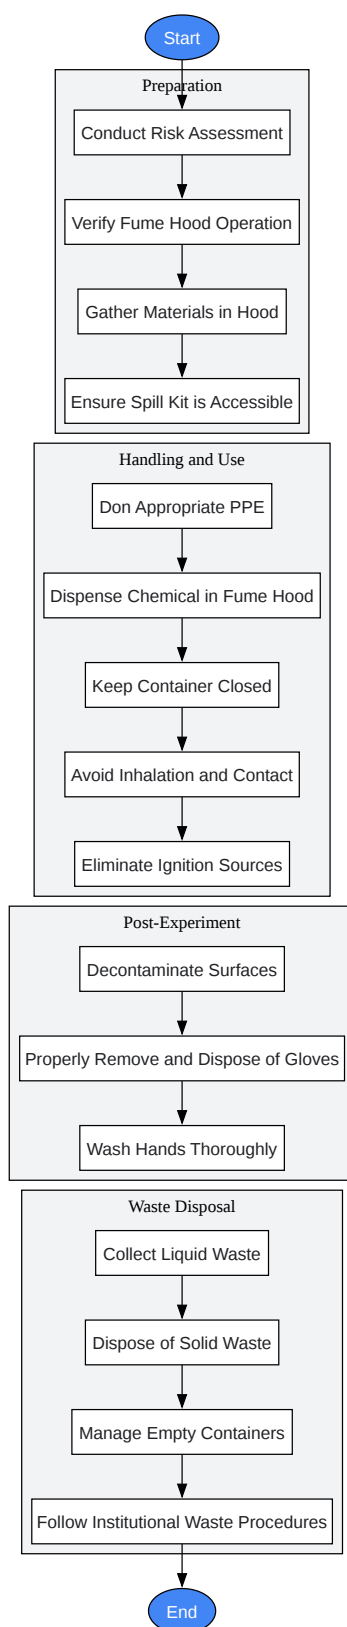 Start
Preparation
Conduct Risk Assessment
Verify Fume Hood Operation
Gather Materials in Hood
Ensure Spill Kit is Accessible
Handling and Use
Don Appropriate PPE
Dispense Chemical in Fume Hood
Keep Container Closed
Avoid Inhalation and Contact
Eliminate Ignition Sources
Post-Experiment
Decontaminate Surfaces
Properly Remove and Dispose of Gloves
Wash Hands Thoroughly
Waste Disposal
Collect Liquid Waste
Dispose of Solid Waste
Manage Empty Containers
Follow Institutional Waste Procedures
End